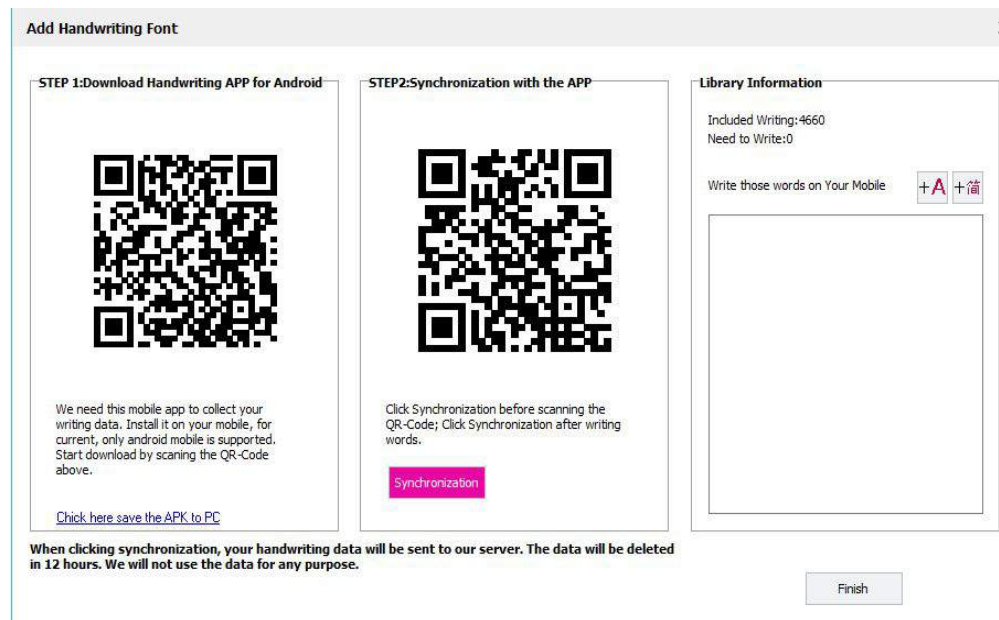 Add Handwriting Font
STEP 1:Download Handwriting APP for Android
We need this mobile app to collect your
writing data. Install it on your mobile, for
current, only android mobile is supported.
Start download by scaning the QR-Code
above.
Chick here save the APK to PC
STEP2:Synchronization with the APP
Click Synchronization before scanning the
QR-Code; Click Synchronization after writing
words.
Synchronization
Library Information
Included Writing:4660
Need to Write:0
Write those words on Your Mobile
+A +简
When clicking synchronization, your handwriting data will be sent to our server. The data will be deleted
in 12 hours. We will not use the data for any purpose.
Finish